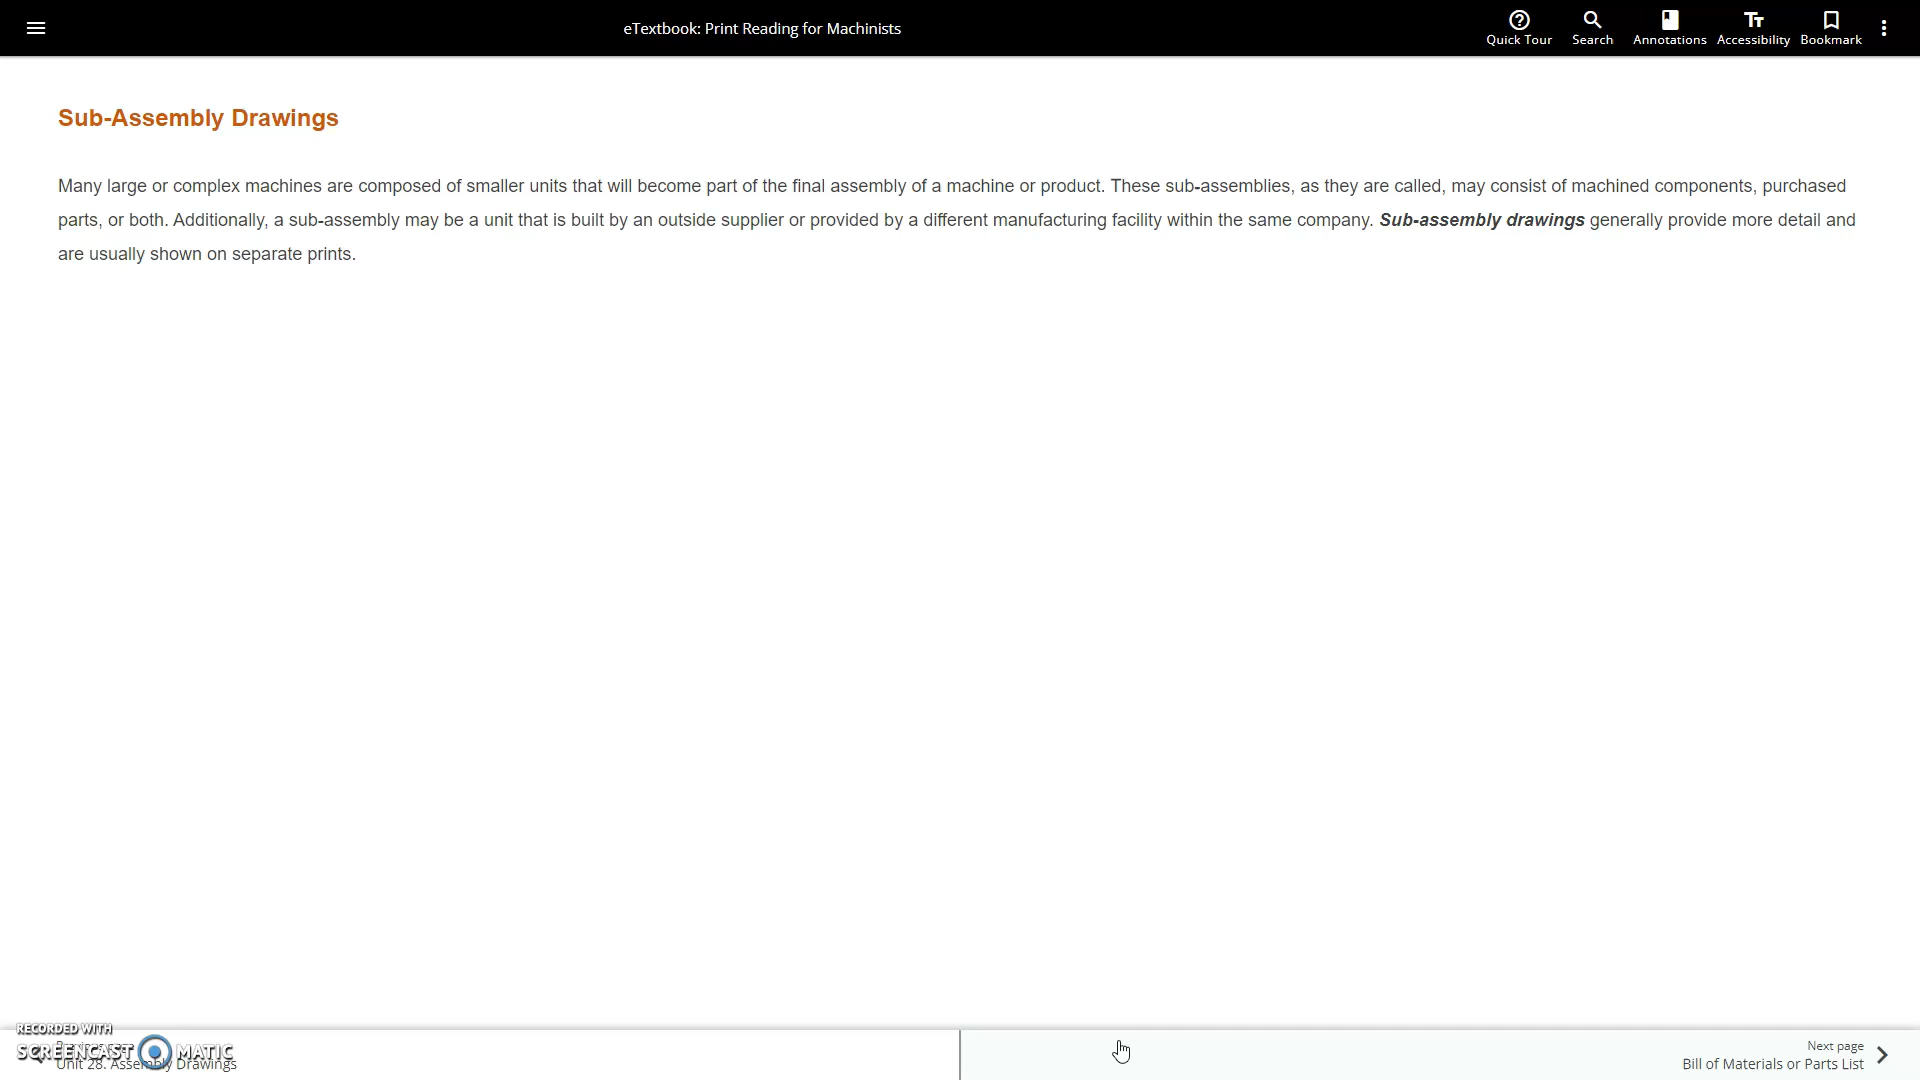 eTextbook: Print Reading for Machinists
Quick Tour
Search
Annotations
Accessibility
Bookmark
Sub-Assembly Drawings
Many large or complex machines are composed of smaller units that will become part of the final assembly of a machine or product. These sub-assemblies, as they are called, may consist of machined components, purchased
parts, or both. Additionally, a sub-assembly may be a unit that is built by an outside supplier or provided by a different manufacturing facility within the same company. Sub-assembly drawings generally provide more detail and
are usually shown on separate prints.
RECORDED WITH
SCREENCAST MATIC
Unit 28. Assembly Drawings
Next page
Bill of Materials or Parts List